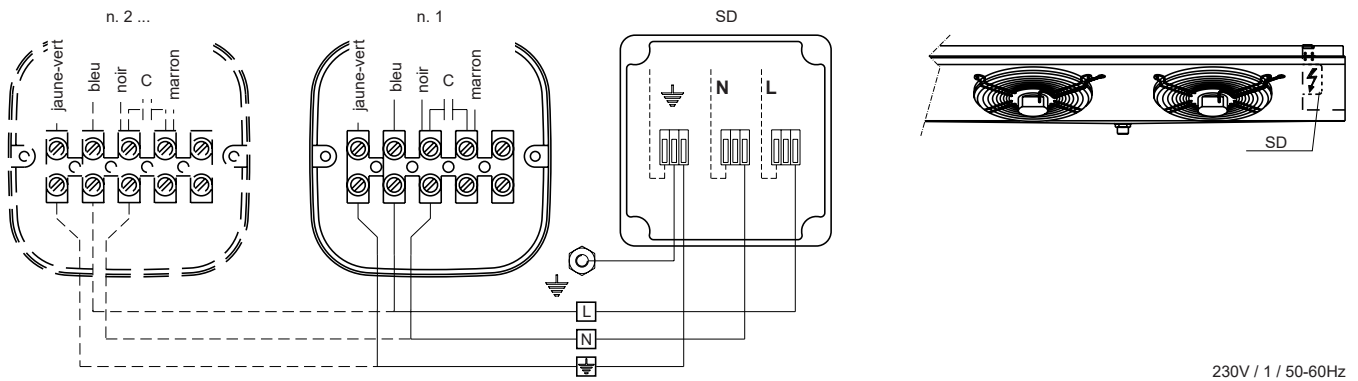 n. 2 ...
n. 1
SD
jaune-vert
bleu
noir
C
marron
jaune-vert
bleu
noir
C
marron
N
L
SD
L
N
230V / 1 / 50-60Hz